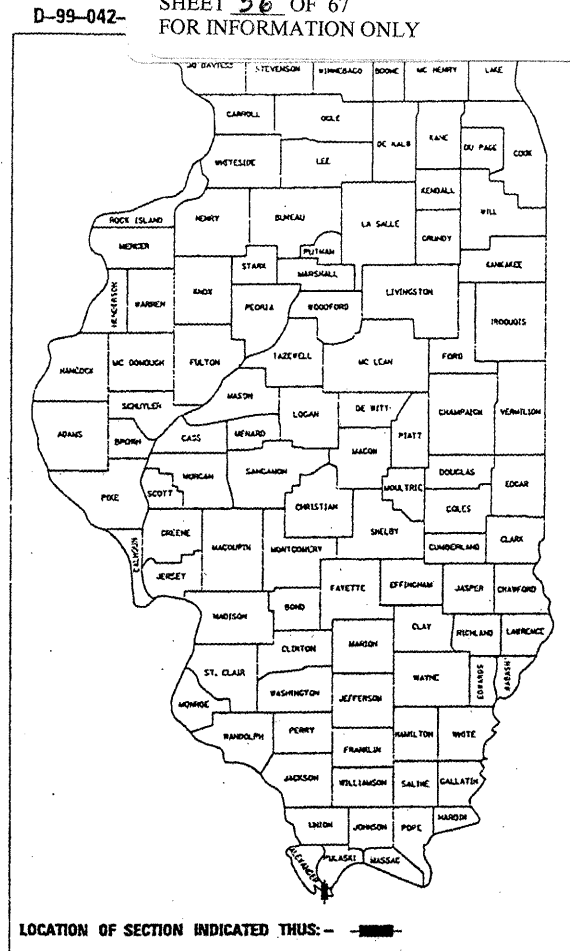 D-99-042-
SHEET 56 OF 67
FOR INFORMATION ONLY
JO DAVIESS STEVENSON WINNEBAGO BOONE MC HENRY LAKE
CARROLL OGLE DE KALB KANE DU PAGE COOK
WHITESIDE LEE
KENDALL WILL
ROCK ISLAND HENRY BUREAU LA SALLE GRUNDY
MERCER PUTNAM KANKAKEE
STARK MARSHALL
HENDERSON WARREN KNOX PEORIA WOODFORD LIVINGSTON IROQUOIS
HANCOCK MC DONOUGH FULTON TAZEWELL MC LEAN FORD
MASON
SCHUYLER LOGAN DE WITT CHAMPAIGN VERMILION
ADAMS BROWN CASS MENARD MACON PIATT
PIKE SCOTT MORGAN SANGAMON MOULTRIE DOUGLAS EDGAR
CHRISTIAN COLES
CALHOUN GREENE MACOUPIN MONTGOMERY SHELBY CUMBERLAND CLARK
JERSEY FAYETTE EFFINGHAM JASPER CRAWFORD
MADISON BOND CLAY RICHLAND LAWRENCE
CLINTON MARION
ST. CLAIR WAYNE EDWARDS WABASH
MONROE WASHINGTON JEFFERSON
RANDOLPH PERRY HAMILTON WHITE
FRANKLIN
JACKSON WILLIAMSON SALINE GALLATIN
UNION JOHNSON POPE HARDIN
ALEXANDER PULASKI MASSAC
LOCATION OF SECTION INDICATED THUS: -